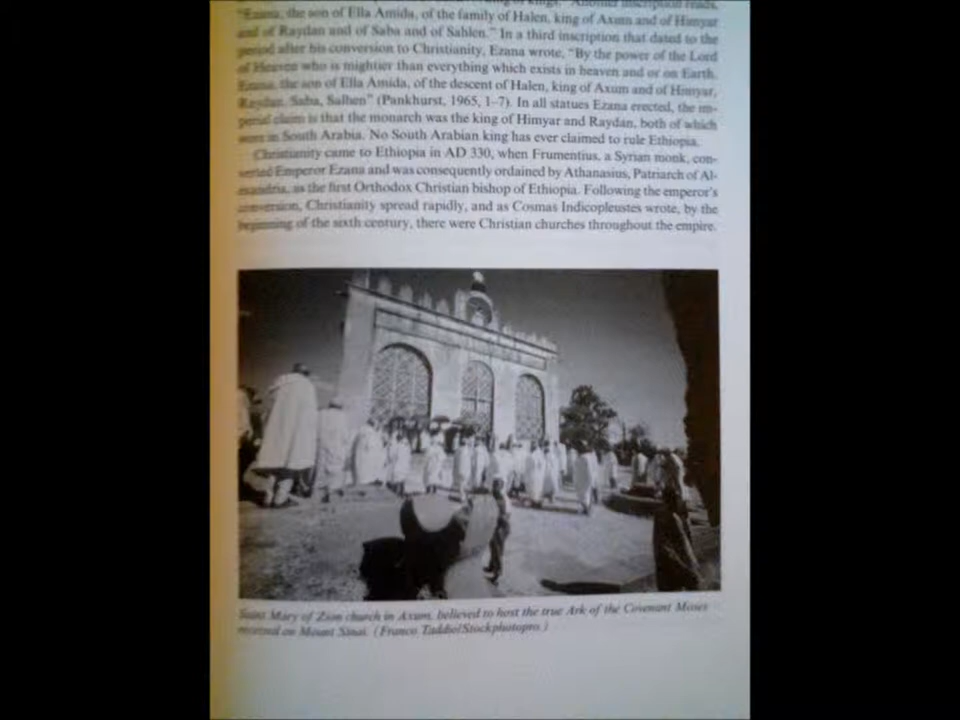 king of kings." Another inscription reads,
"Ezana, the son of Ella Amida, of the family of Halen, king of Axum and of Himyar
and of Raydan and of Saba and of Sahlen." In a third inscription that dated to the
period after his conversion to Christianity, Ezana wrote, "By the power of the Lord
of Heaven who is mightier than everything which exists in heaven and or on Earth,
Ezana, the son of Ella Amida, of the descent of Halen, king of Axum and of Himyar,
Raydan, Saba, Salhen" (Pankhurst, 1965, 1–7). In all statues Ezana erected, the im-
perial claim is that the monarch was the king of Himyar and Raydan, both of which
were in South Arabia. No South Arabian king has ever claimed to rule Ethiopia.
Christianity came to Ethiopia in AD 330, when Frumentius, a Syrian monk, con-
verted Emperor Ezana and was consequently ordained by Athanasius, Patriarch of Al-
exandria, as the first Orthodox Christian bishop of Ethiopia. Following the emperor's
conversion, Christianity spread rapidly, and as Cosmas Indicopleustes wrote, by the
beginning of the sixth century, there were Christian churches throughout the empire.
Saint Mary of Zion church in Axum, believed to host the true Ark of the Covenant Moses
received on Mount Sinai. (Franco Taddio/Stockphotopro.)